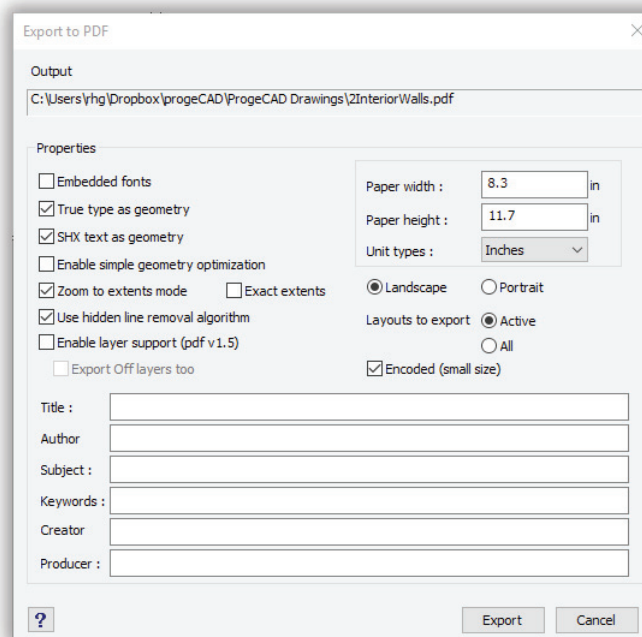 Export to PDF
Output
C:\Users\rhg\Dropbox\progeCAD\ProgeCAD Drawings\2InteriorWalls.pdf
Properties
Embedded fonts
True type as geometry
SHX text as geometry
Enable simple geometry optimization
Zoom to extents mode Exact extents
Use hidden line removal algorithm
Enable layer support (pdf v1.5)
Export Off layers too
Paper width : 8.3 in
Paper height : 11.7 in
Unit types : Inches
Landscape Portrait
Layouts to export Active
All
Encoded (small size)
Title :
Author
Subject :
Keywords :
Creator
Producer :
? Export Cancel